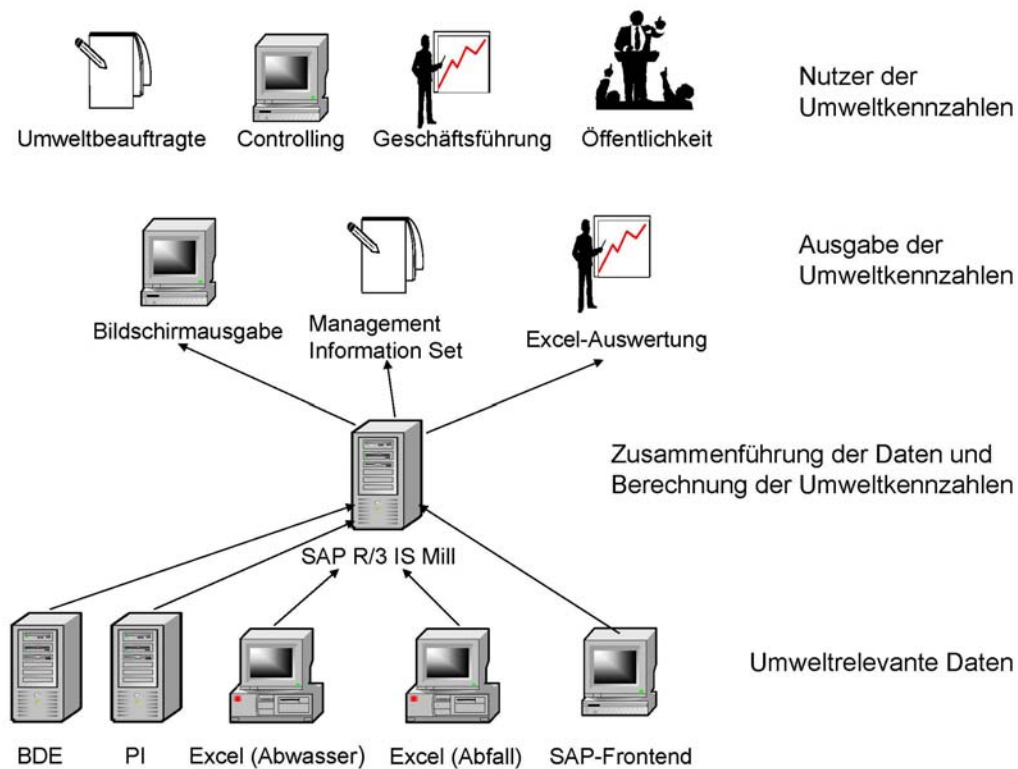 Nutzer der
Umweltkennzahlen
Umweltbeauftragte
Controlling
Geschäftsführung
Öffentlichkeit
Ausgabe der
Umweltkennzahlen
Bildschirmausgabe
Management
Information Set
Excel-Auswertung
Zusammenführung der Daten und
Berechnung der Umweltkennzahlen
SAP R/3 IS Mill
Umweltrelevante Daten
BDE
PI
Excel (Abwasser)
Excel (Abfall)
SAP-Frontend